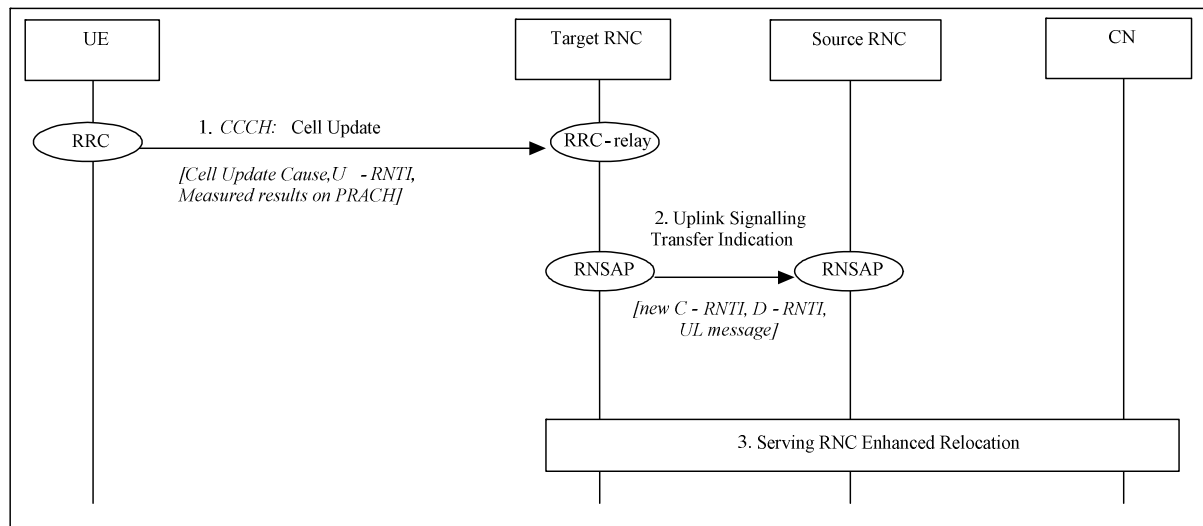 UE
Target RNC
Source RNC
CN
RRC
1. CCCH: Cell Update
RRC - relay
[Cell Update Cause,U - RNTI,
Measured results on PRACH]
2. Uplink Signalling
Transfer Indication
RNSAP
RNSAP
[new C - RNTI, D - RNTI,
UL message]
3. Serving RNC Enhanced Relocation